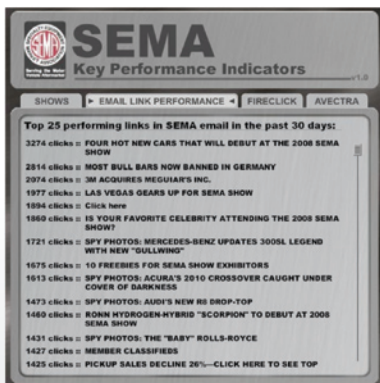 SEMA
Key Performance Indicators
v1.0
SHOWS
EMAIL LINK PERFORMANCE
FIRECLICK
AVECTRA
Top 25 performing links in SEMA email in the past 30 days:
3274 clicks :: FOUR HOT NEW CARS THAT WILL DEBUT AT THE 2008 SEMA
SHOW
2814 clicks :: MOST BULL BARS NOW BANNED IN GERMANY
2074 clicks :: 3M ACQUIRES MEGUIAR'S INC.
1977 clicks :: LAS VEGAS GEARS UP FOR SEMA SHOW
1894 clicks :: Click here
1860 clicks :: IS YOUR FAVORITE CELEBRITY ATTENDING THE 2008 SEMA
SHOW?
1721 clicks :: SPY PHOTOS: MERCEDES-BENZ UPDATES 300SL LEGEND
WITH NEW "GULLWING"
1675 clicks :: 10 FREEBIES FOR SEMA SHOW EXHIBITORS
1613 clicks :: SPY PHOTOS: ACURA'S 2010 CROSSOVER CAUGHT UNDER
COVER OF DARKNESS
1473 clicks :: SPY PHOTOS: AUDI'S NEW R8 DROP-TOP
1460 clicks :: RONN HYDROGEN-HYBRID "SCORPION" TO DEBUT AT 2008
SEMA SHOW
1431 clicks :: SPY PHOTOS: THE "BABY" ROLLS-ROYCE
1427 clicks :: MEMBER CLASSIFIEDS
1425 clicks :: PICKUP SALES DECLINE 26%—CLICK HERE TO SEE TOP